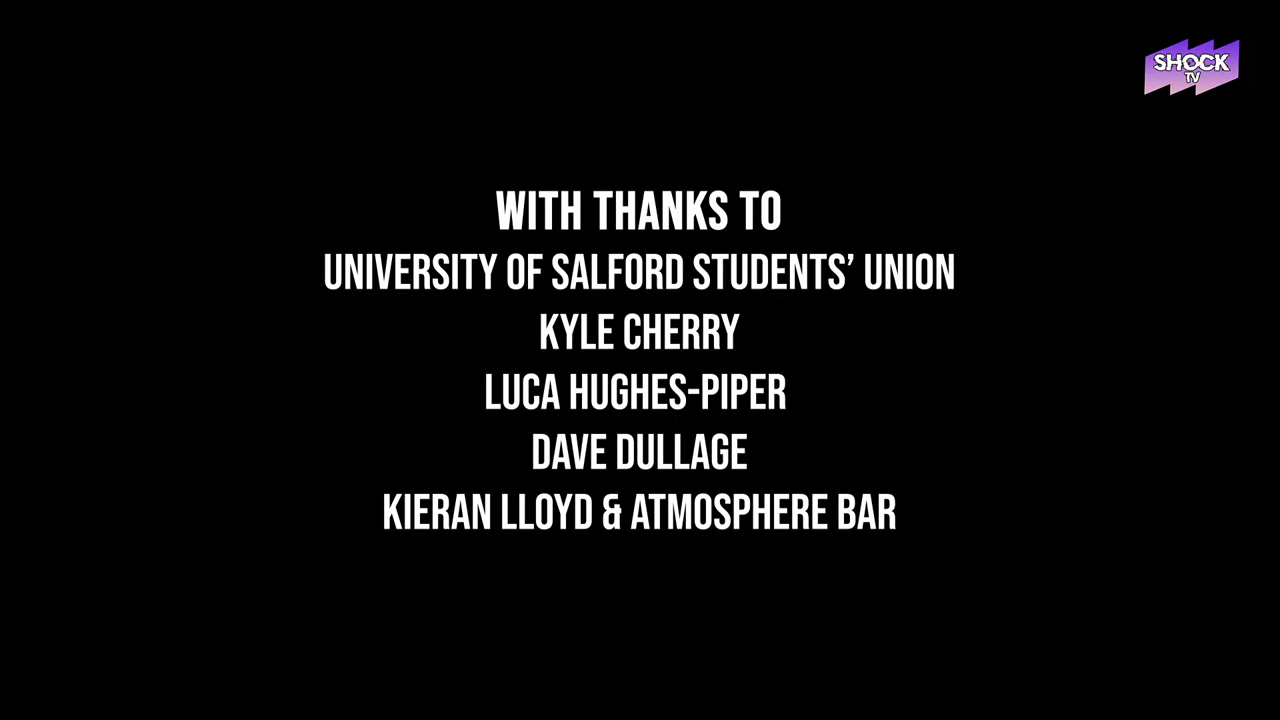 SHOCK
TV
WITH THANKS TO
UNIVERSITY OF SALFORD STUDENTS’ UNION
KYLE CHERRY
LUCA HUGHES-PIPER
DAVE DULLAGE
KIERAN LLOYD & ATMOSPHERE BAR